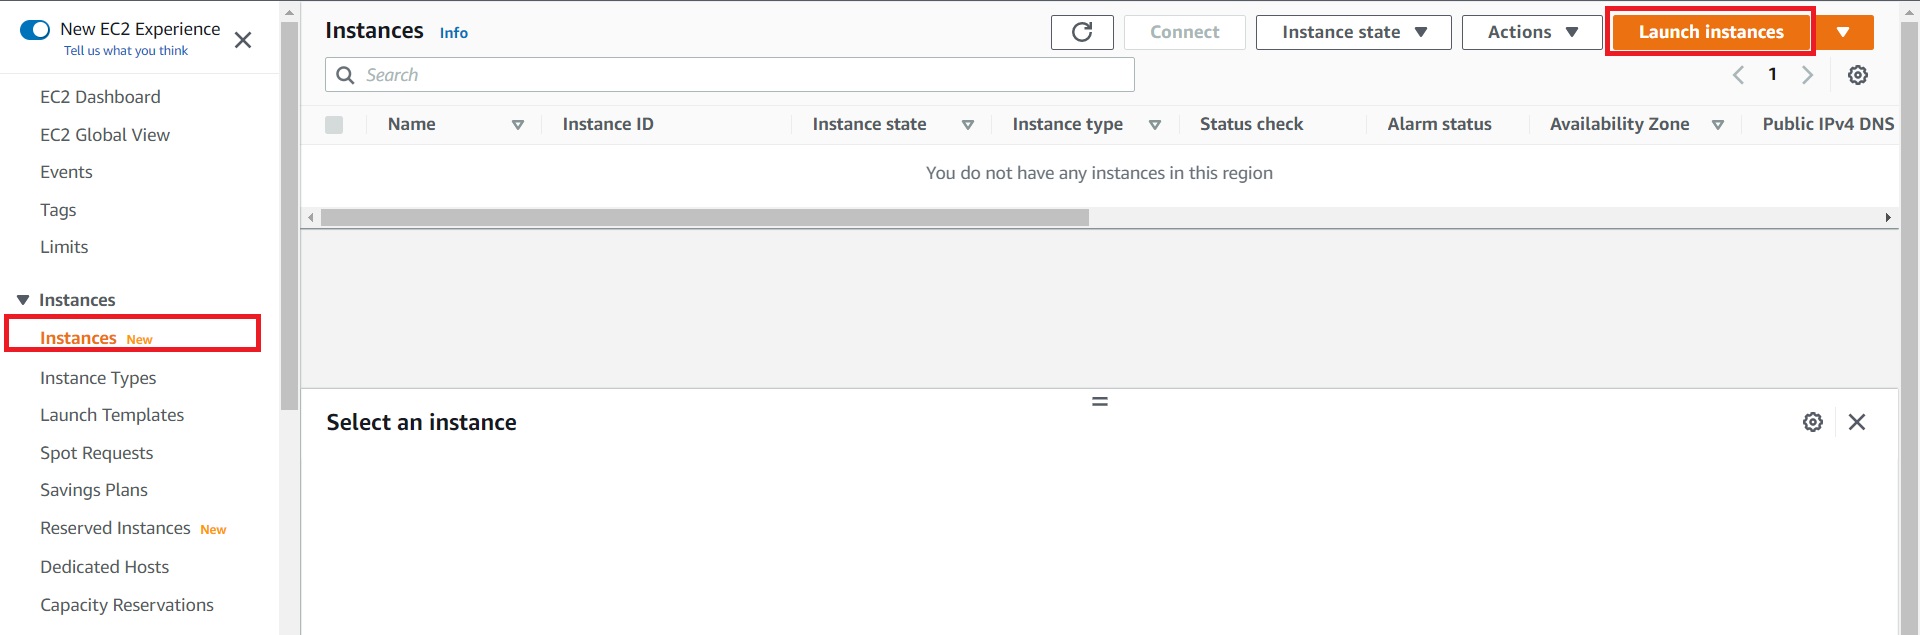 New EC2 Experience
Tell us what you think
EC2 Dashboard
EC2 Global View
Events
Tags
Limits
Instances
Instances New
Instance Types
Launch Templates
Spot Requests
Savings Plans
Reserved Instances New
Dedicated Hosts
Capacity Reservations
Instances Info
Connect
Instance state
Actions
Launch instances
Search
1
Name Instance ID Instance state Instance type Status check Alarm status Availability Zone Public IPv4 DNS
You do not have any instances in this region
Select an instance